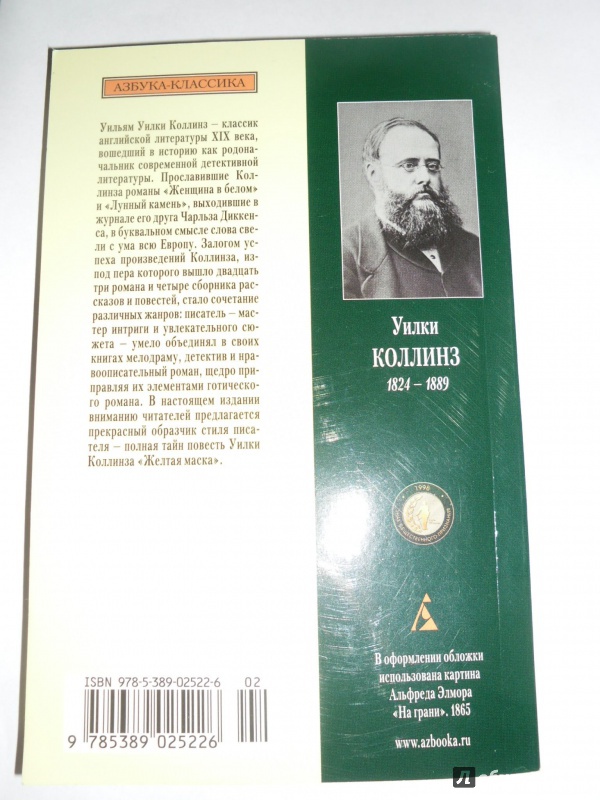 АЗБУКА-КЛАССИКА
Уильям Уилки Коллинз – классик
английской литературы XIX века,
вошедший в историю как родона-
чальник современной детективной
литературы. Прославившие Кол-
линза романы «Женщина в белом»
и «Лунный камень», выходившие в
журнале его друга Чарльза Диккен-
са, в буквальном смысле слова све-
ли с ума всю Европу. Залогом ус-
пеха произведений Коллинза, из-
под пера которого вышло двадцать
три романа и четыре сборника рас-
сказов и повестей, стало сочетание
различных жанров: писатель – мас-
тер интриги и увлекательного сю-
жета – умело объединял в своих
книгах мелодраму, детектив и нра-
воописательный роман, щедро при-
правляя их элементами готическо-
го романа. В настоящем издании
вниманию читателей предлагается
прекрасный образчик стиля писа-
теля – полная тайн повесть Уилки
Коллинза «Желтая маска».
ISBN 978-5-389-02522-6 02
9 785389 025226
Уилки
КОЛЛИНЗ
1824 – 1889
1998
В оформлении обложки
использована картина
Альфреда Элмора
«На грани». 1865
www.azbooka.ru